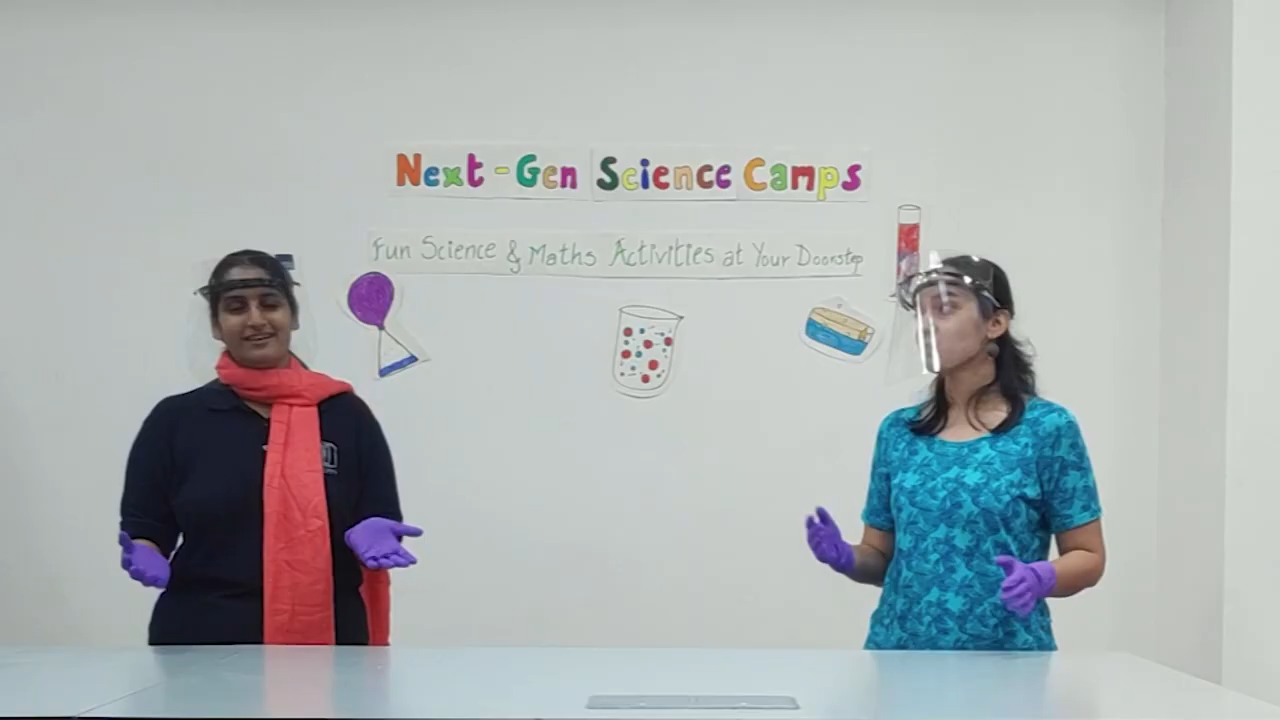 Next-Gen Science Camps
Fun Science & Maths Activities at Your Doorstep